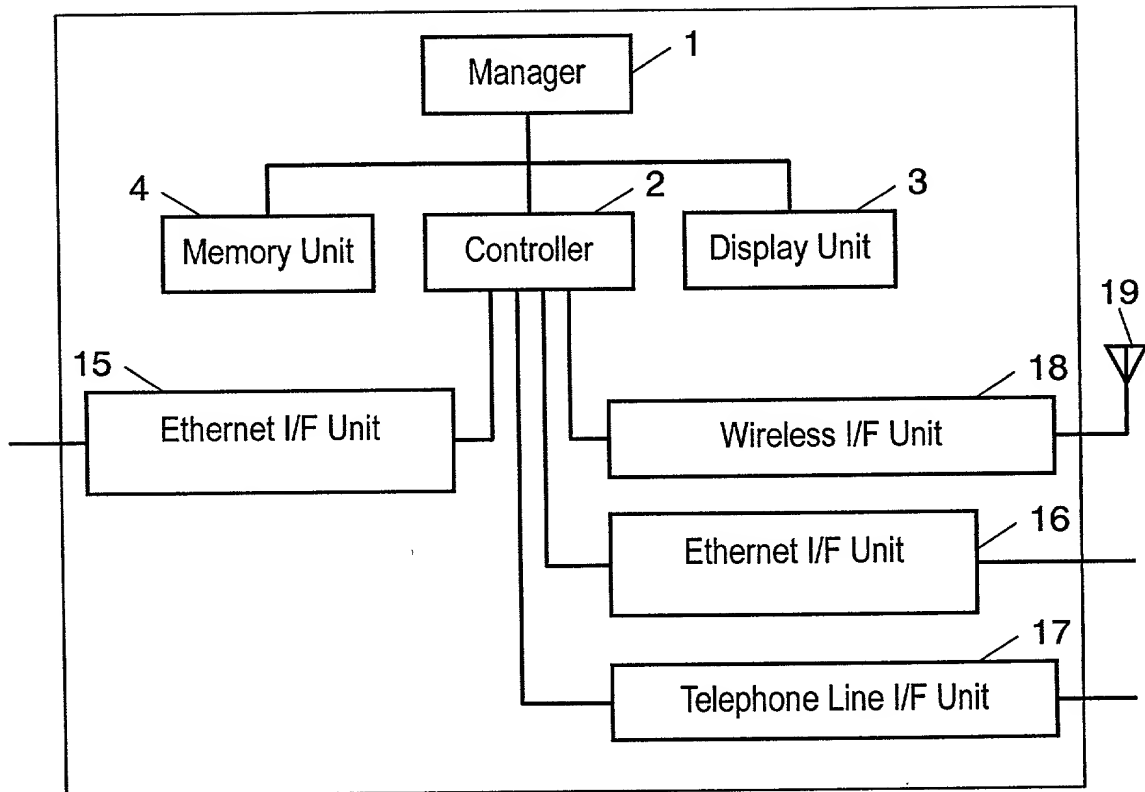 1
Manager
4
2
3
Memory Unit
Controller
Display Unit
19
15
18
Ethernet I/F Unit
Wireless I/F Unit
16
Ethernet I/F Unit
17
Telephone Line I/F Unit